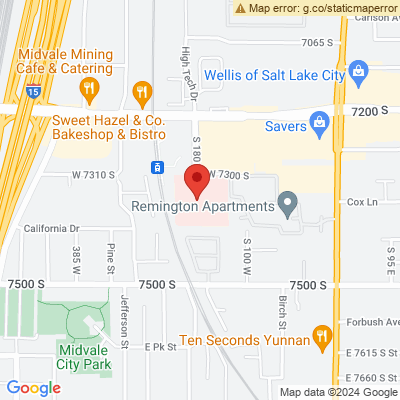 Map error: g.co/staticmaperror
Carlson Ave
7065 S
Midvale Mining
Cafe & Catering
High Tech Dr
Wellis of Salt Lake City
15
7200 S
Sweet Hazel & Co.
Bakeshop & Bistro
Savers
S 180
W 7310 S
W 7300 S
Remington Apartments
Cox Ln
California Dr
385 W
Pine St
S 100 W
S 95 E
7500 S
7500 S
7500 S
Jefferson St
Birch St
Forbush Ave
Midvale
City Park
E Pk St
Ten Seconds Yunnan
E 7615 S
E 7660 S
Google
Map data ©2024 Google